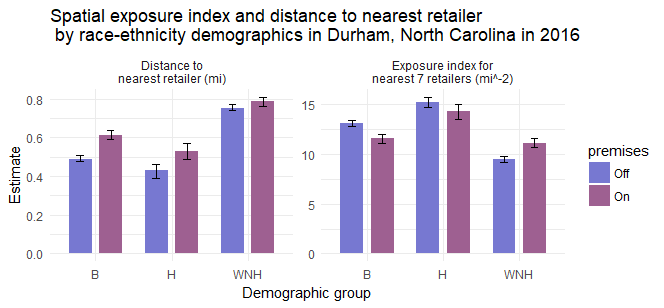 Spatial exposure index and distance to nearest retailer
by race-ethnicity demographics in Durham, North Carolina in 2016
Distance to
nearest retailer (mi)
Exposure index for
nearest 7 retailers (mi^-2)
Estimate
0.8
0.6
0.4
0.2
0.0
15
10
5
0
B
H
WNH
B
H
WNH
Demographic group
premises
Off
On